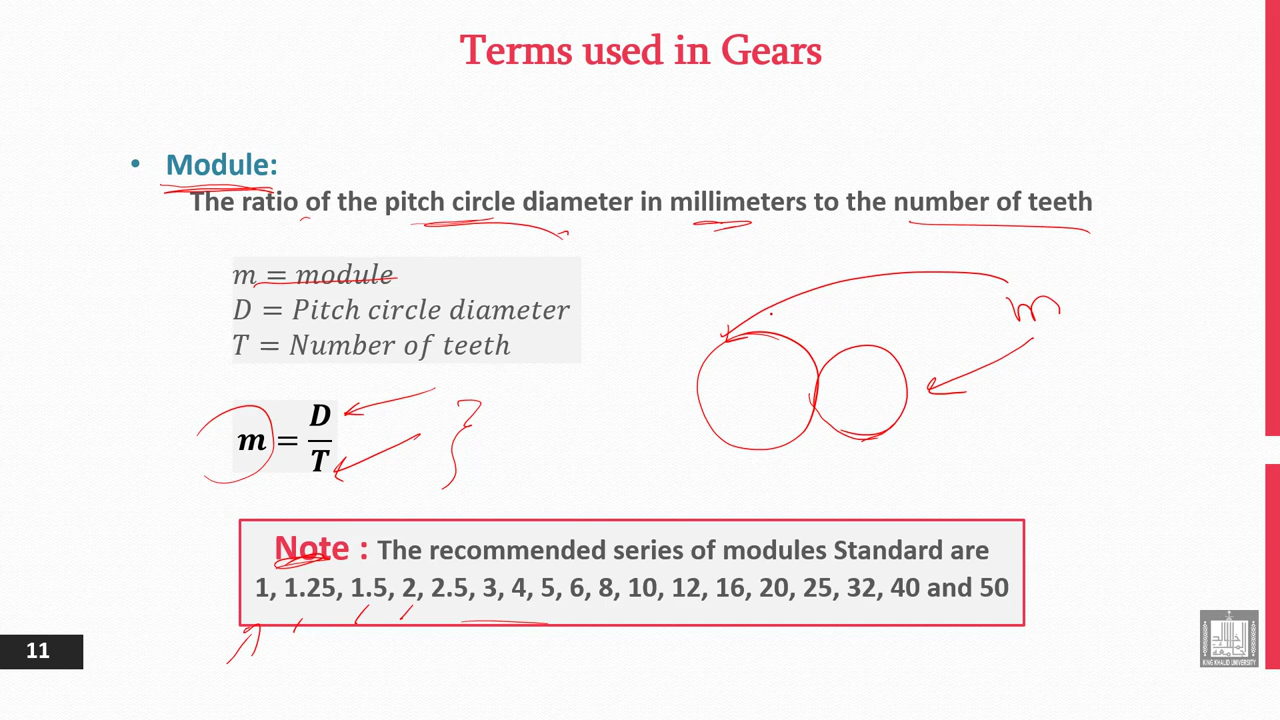 Terms used in Gears
• Module:
The ratio of the pitch circle diameter in millimeters to the number of teeth
m = module
D = Pitch circle diameter
T = Number of teeth
m = D/T
m
Note : The recommended series of modules Standard are
1, 1.25, 1.5, 2, 2.5, 3, 4, 5, 6, 8, 10, 12, 16, 20, 25, 32, 40 and 50
11
KING KHALID UNIVERSITY